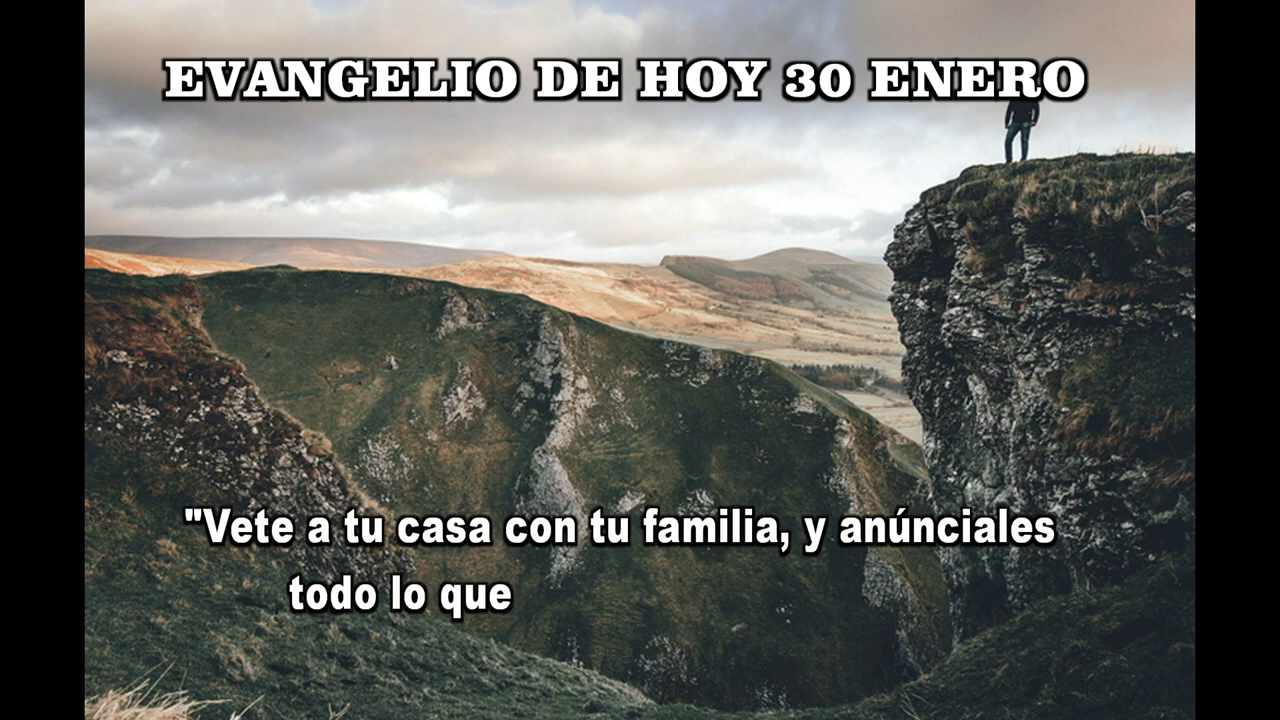 EVANGELIO DE HOY 30 ENERO
"Vete a tu casa con tu familia, y anúnciales
todo lo que